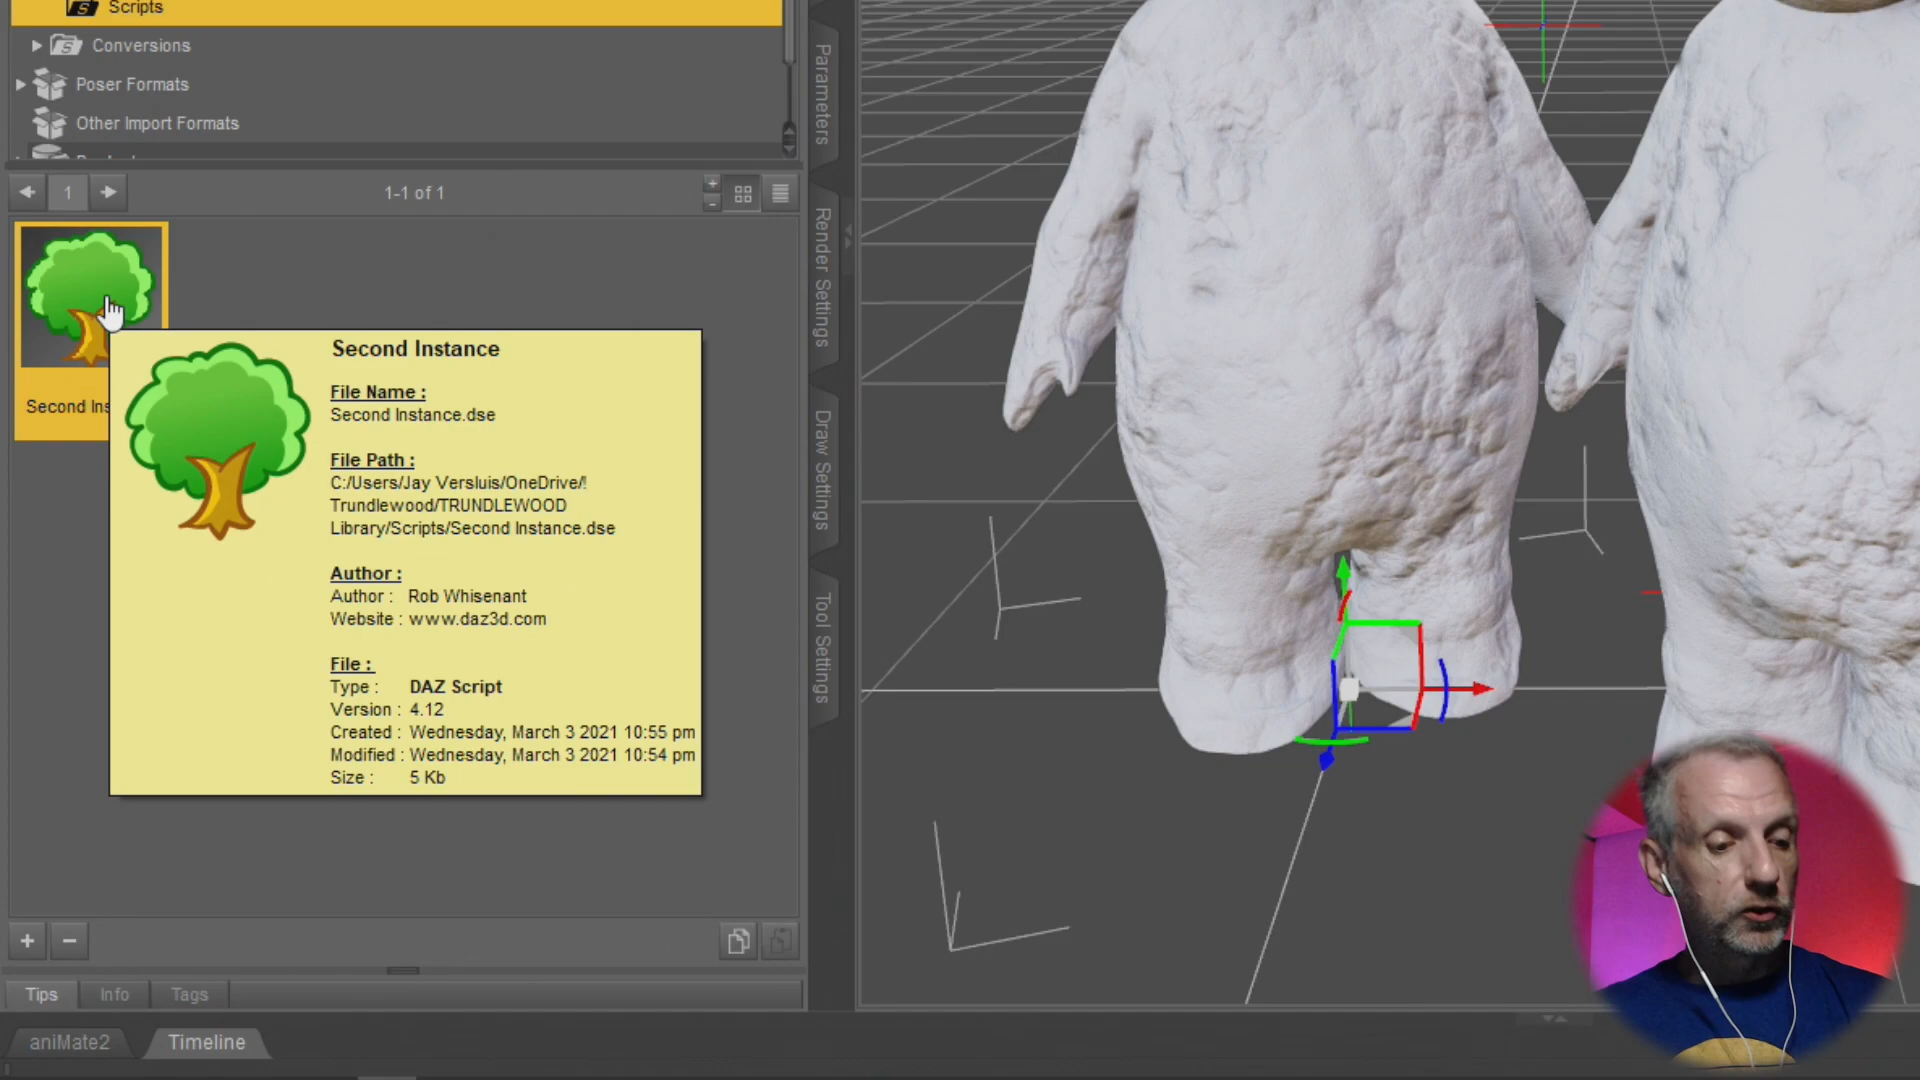 Scripts
Conversions
Poser Formats
Other Import Formats
1
1-1 of 1
Parameters
Render Settings
Draw Settings
Tool Settings
Second Ins
Second Instance
File Name :
Second Instance.dse
File Path :
C:/Users/Jay Versluis/OneDrive/!
Trundlewood/TRUNDLEWOOD
Library/Scripts/Second Instance.dse
Author :
Author : Rob Whisenant
Website : www.daz3d.com
File :
Type : DAZ Script
Version : 4.12
Created : Wednesday, March 3 2021 10:55 pm
Modified : Wednesday, March 3 2021 10:54 pm
Size : 5 Kb
Tips Info Tags
aniMate2 Timeline